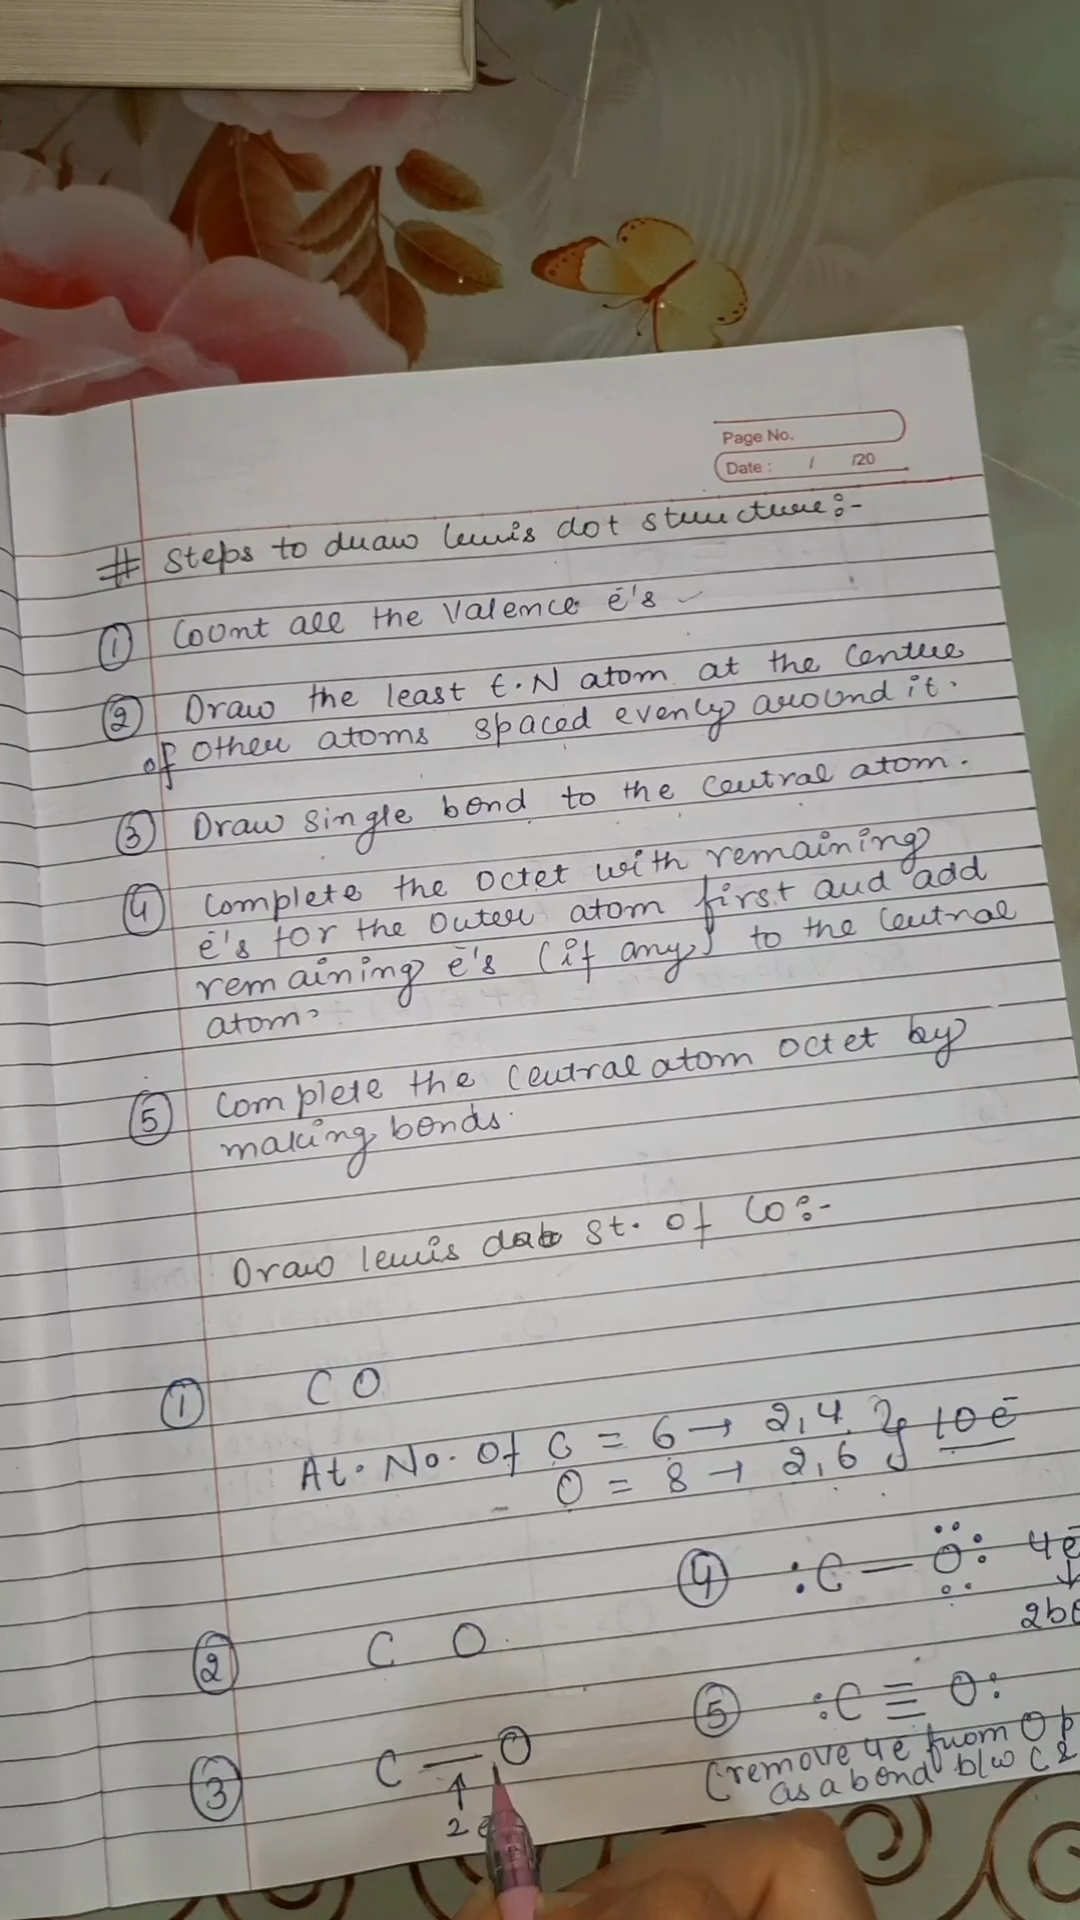 Page No.
Date : / /20
# Steps to draw lewis dot structure:-
① Count all the Valence e's
② Draw the least E.N atom at the centre
of other atoms spaced evenly around it.
③ Draw single bond to the central atom.
④ Complete the octet with remaining
e's for the outer atom first and add
remaining e's (if any) to the central
atom.
⑤ Complete the central atom octet by
making bonds.
Draw lewis dot st. of CO:-
① CO
At. No. of C = 6 → 2,4 } 10 e-
O = 8 → 2,6
② C O
③ C — O
↑
2 e
④ :C — Ö: 4e
↓
⑤ :C ≡ O:
(remove 4e from O
as a bond b/w C